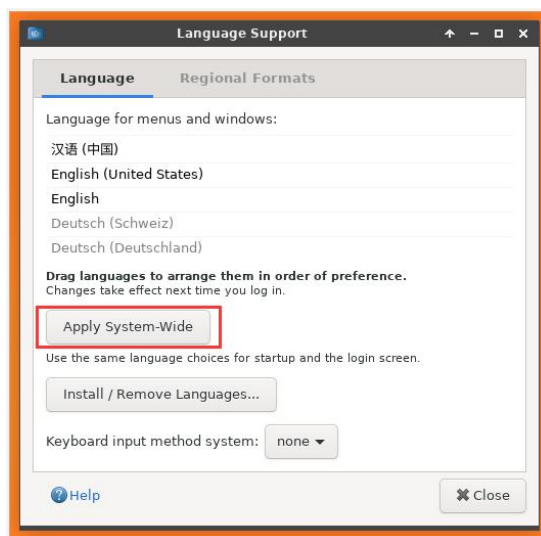 Language Support
Language Regional Formats
Language for menus and windows:
汉语 (中国)
English (United States)
English
Deutsch (Schweiz)
Deutsch (Deutschland)
Drag languages to arrange them in order of preference.
Changes take effect next time you log in.
Apply System-Wide
Use the same language choices for startup and the login screen.
Install / Remove Languages...
Keyboard input method system: none
Help Close